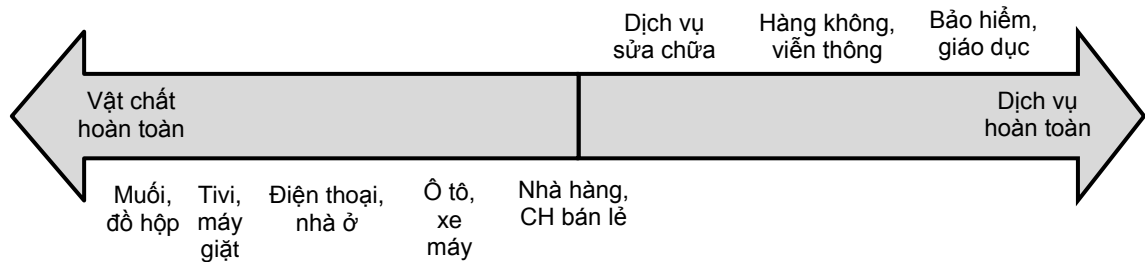 Dịch vụ
sửa chữa
Hàng không,
viễn thông
Bảo hiểm,
giáo dục
Vật chất
hoàn toàn
Dịch vụ
hoàn toàn
Muối,
đồ hộp
Tivi,
máy
giặt
Điện thoại,
nhà ở
Ô tô,
xe
máy
Nhà hàng,
CH bán lẻ